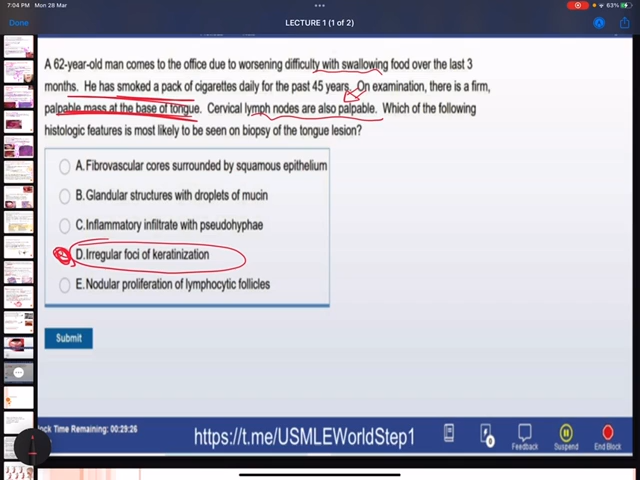 7:04 PM Mon 28 Mar
63%
Done
LECTURE 1 (1 of 2)
A 62-year-old man comes to the office due to worsening difficulty with swallowing food over the last 3
months. He has smoked a pack of cigarettes daily for the past 45 years. On examination, there is a firm,
palpable mass at the base of tongue. Cervical lymph nodes are also palpable. Which of the following
histologic features is most likely to be seen on biopsy of the tongue lesion?
A. Fibrovascular cores surrounded by squamous epithelium
B. Glandular structures with droplets of mucin
C. Inflammatory infiltrate with pseudohyphae
D. Irregular foci of keratinization
E. Nodular proliferation of lymphocytic follicles
Submit
lock Time Remaining: 00:29:26
https://t.me/USMLEWorldStep1
Feedback
Suspend
End Block